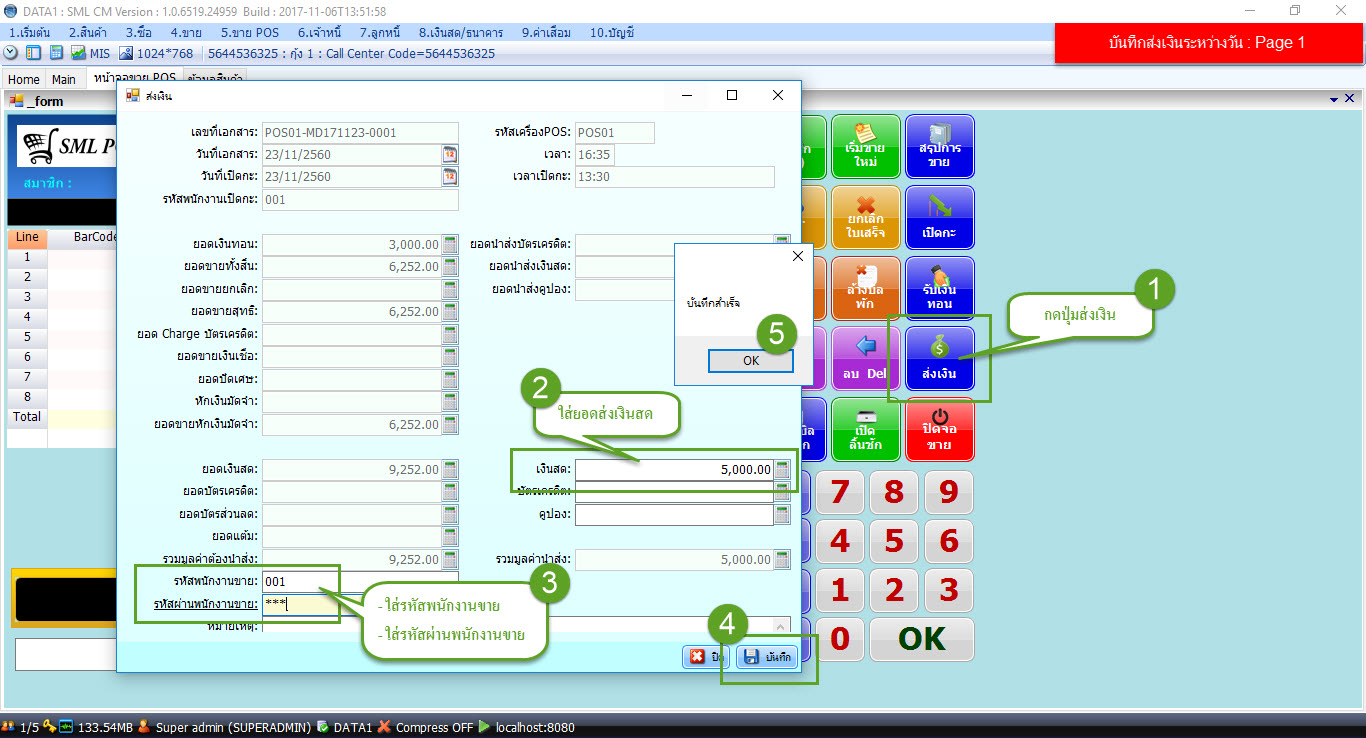 DATA1 : SML CM Version : 1.0.6519.24959 Build : 2017-11-06T13:51:58
1.เริ่มต้น 2.สินค้า 3.ซื้อ 4.ขาย 5.ขาย POS 6.เจ้าหนี้ 7.ลูกหนี้ 8.เงินสด/ธนาคาร 9.ค่าเสื่อม 10.บัญชี
MIS 1024*768 5644536325 : กุ้ง 1 : Call Center Code=5644536325
บันทึกส่งเงินระหว่างวัน : Page 1
Home Main หน้าจอขาย POS ข้อมูลสินค้า
_form
SML P
สมาชิก :
Line BarCode
1
2
3
4
5
6
7
8
Total
ส่งเงิน
เลขที่เอกสาร: POS01-MD171123-0001 รหัสเครื่องPOS: POS01
วันที่เอกสาร: 23/11/2560 เวลา: 16:35
วันที่เปิดกะ: 23/11/2560 เวลาเปิดกะ: 13:30
รหัสพนักงานเปิดกะ: 001
ยอดเงินทอน: 3,000.00 ยอดนำส่งบัตรเครดิต:
ยอดขายทั้งสิ้น: 6,252.00 ยอดนำส่งเงินสด:
ยอดขายยกเลิก: ยอดนำส่งคูปอง:
ยอดขายสุทธิ: 6,252.00
ยอด Charge บัตรเครดิต:
ยอดขายเงินเชื่อ:
ยอดปัดเศษ:
หักเงินมัดจำ:
ยอดขายหักเงินมัดจำ: 6,252.00
ยอดเงินสด: 9,252.00 เงินสด: 5,000.00
ยอดบัตรเครดิต: บัตรเครดิต:
ยอดบัตรส่วนลด: คูปอง:
ยอดแต้ม:
รวมมูลค่าต้องนำส่ง: 9,252.00 รวมมูลค่านำส่ง: 5,000.00
รหัสพนักงานขาย: 001
รหัสผ่านพนักงานขาย: ***
หมายเหตุ:
บันทึก
บันทึกสำเร็จ
OK
1
กดปุ่มส่งเงิน
2
ใส่ยอดส่งเงินสด
3
- ใส่รหัสพนักงานขาย
- ใส่รหัสผ่านพนักงานขาย
4
5
เริ่มขาย
ใหม่
สรุปการ
ขาย
ยกเลิก
ใบเสร็จ
เปิดกะ
ล้างบิล
พัก
รับเงิน
ทอน
ลบ Del
ส่งเงิน
เปิด
ลิ้นชัก
ปิดจอ
ขาย
7 8 9
4 5 6
1 2 3
0 OK
1/5 133.54MB Super admin (SUPERADMIN) DATA1 Compress OFF localhost:8080